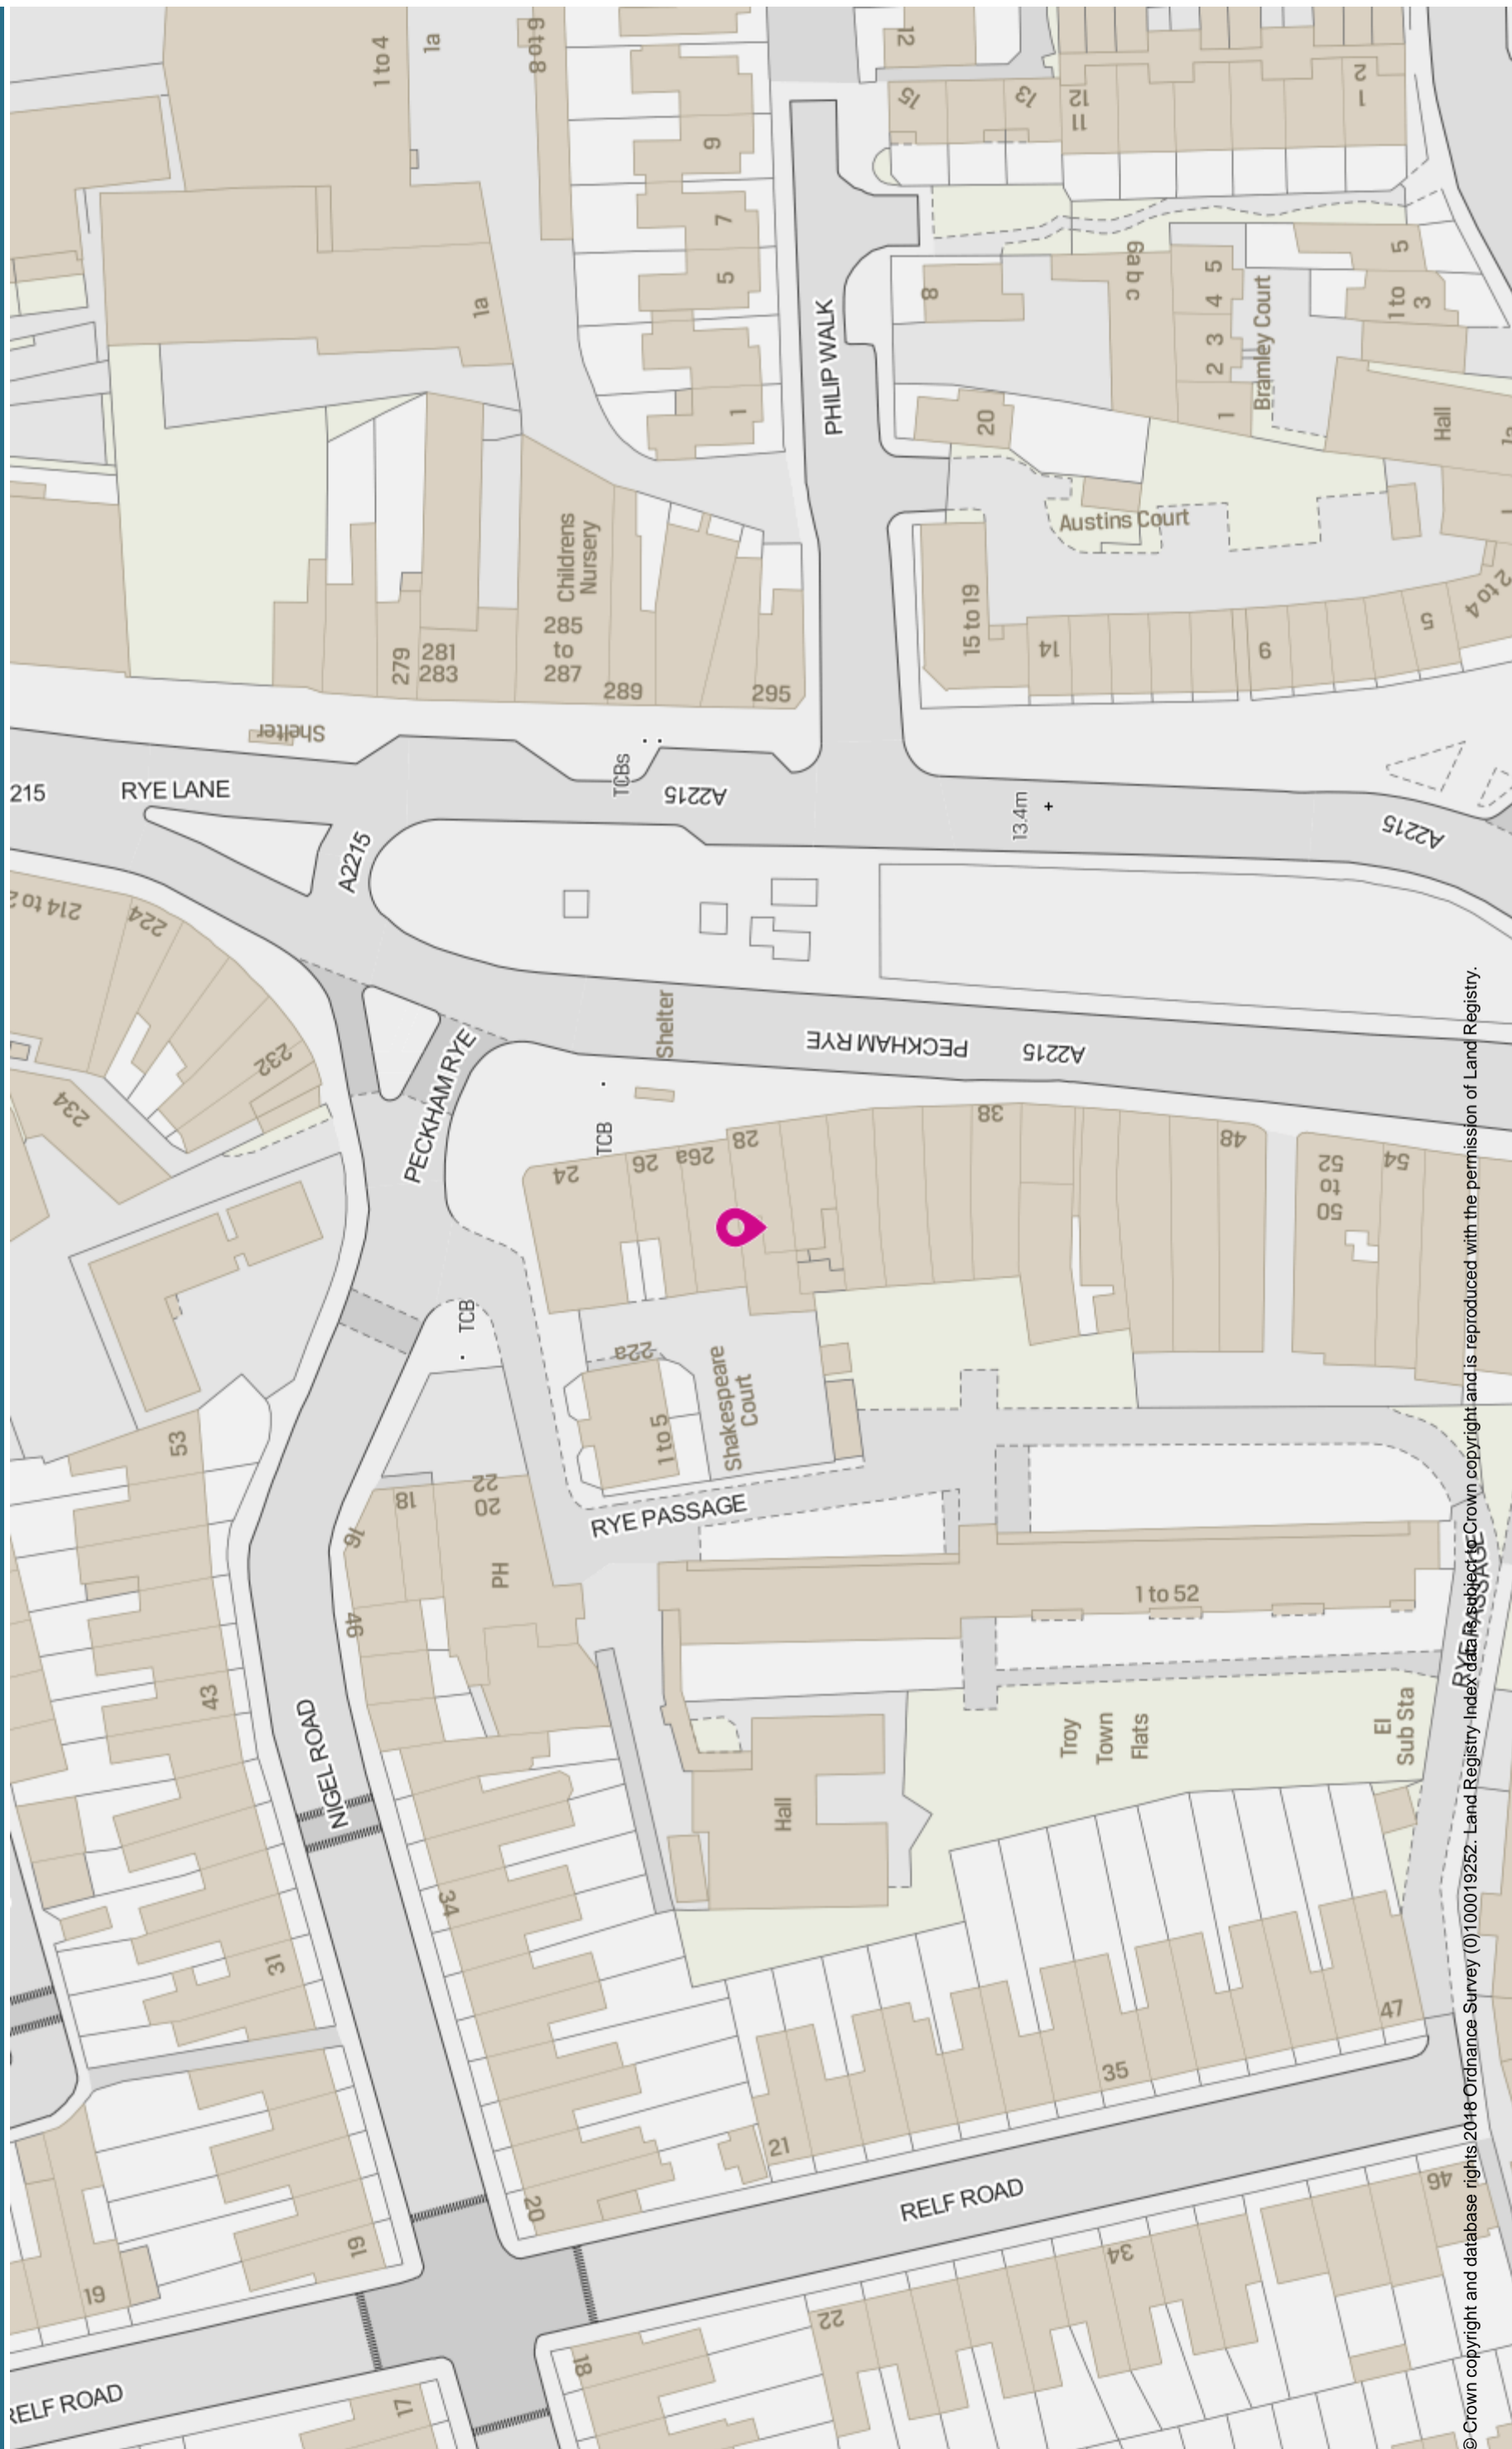 1 to 4
1a
6 to 8
12
15
13
12
11
2
1
9
7
5
1
1a
PHILIP WALK
8
6a b c
5
4
3
2
1
Bramley Court
5
1 to
3
Hall
1a
20
Austins Court
Childrens
Nursery
285
to
287
279
281
283
289
295
15 to 19
14
9
5
2 to 4
Shelter
TCBs
215
RYE LANE
A2215
A2215
A2215
13.4m
214 to 2
224
232
234
PECKHAM RYE
Shelter
PECKHAM RYE
A2215
TCB
24
26
26a
28
38
48
50
to
52
54
TCB
22a
1 to 5
Shakespeare
Court
RYE PASSAGE
53
18
20
22
16
46
PH
1 to 52
RYE PASSAGE
43
NIGEL ROAD
Troy
Town
Flats
El
Sub Sta
Hall
34
31
47
35
21
20
RELF ROAD
19
19
46
34
22
18
17
RELF ROAD
© Crown copyright and database rights 2018 Ordnance Survey (0)100019252. Land Registry Index data is subject to Crown copyright and is reproduced with the permission of Land Registry.